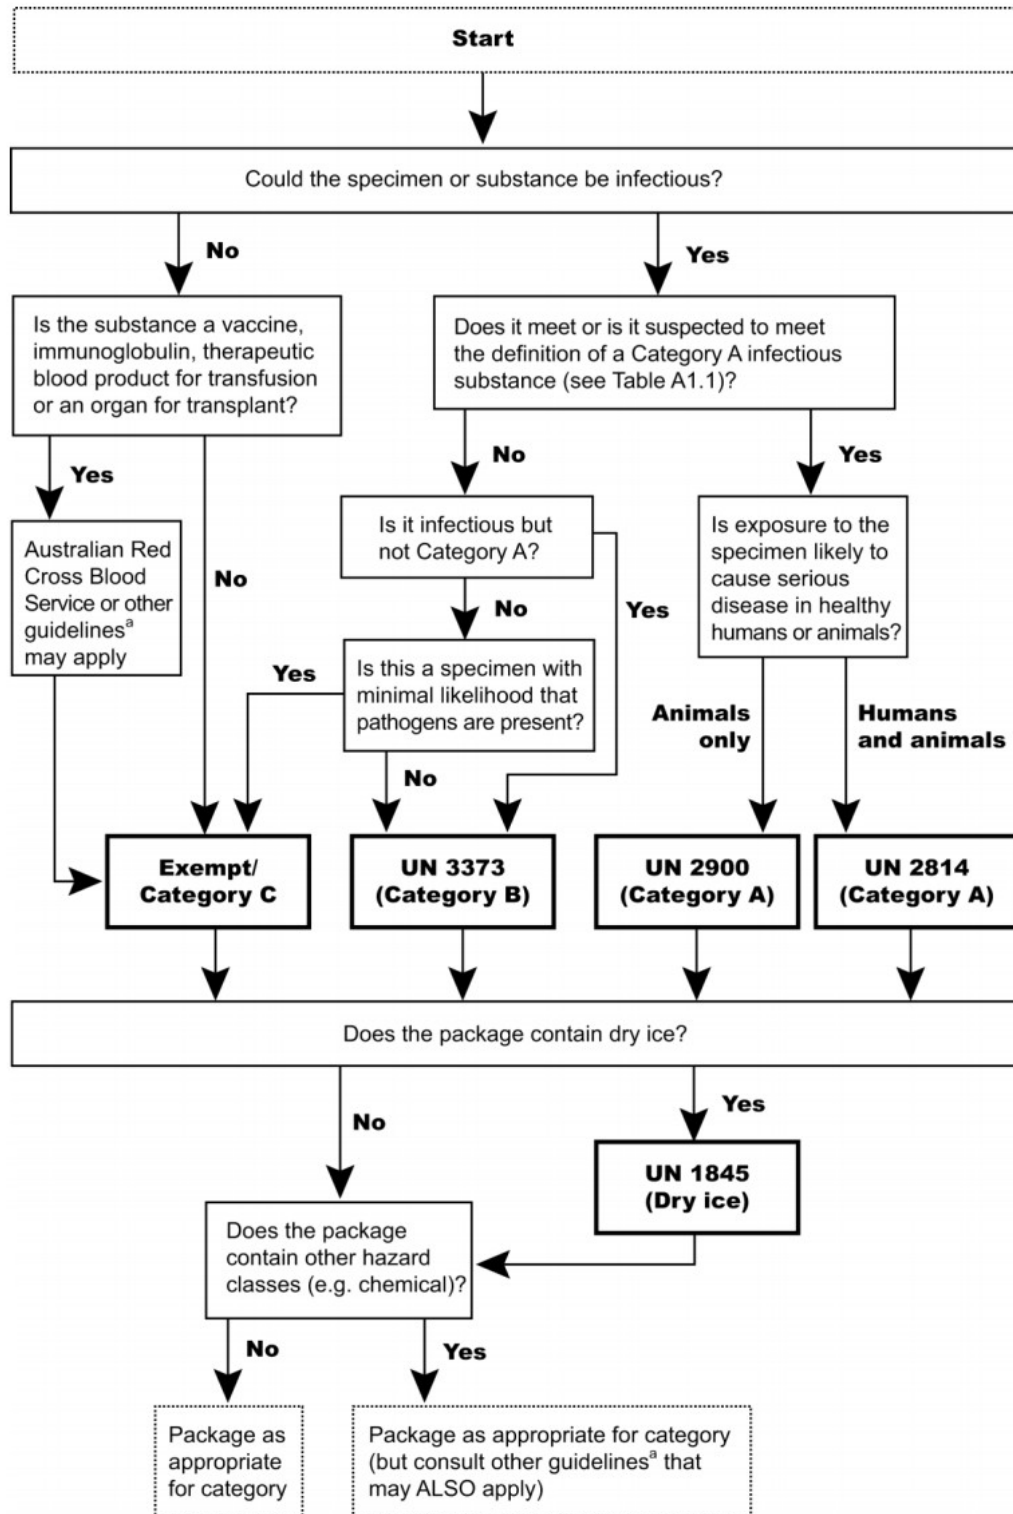 Start
Could the specimen or substance be infectious?
No
Yes
Is the substance a vaccine,
immunoglobulin, therapeutic
blood product for transfusion
or an organ for transplant?
Does it meet or is it suspected to meet
the definition of a Category A infectious
substance (see Table A1.1)?
Yes
No
No
Yes
Australian Red
Cross Blood
Service or other
guidelinesᵃ
may apply
Is it infectious but
not Category A?
Is exposure to the
specimen likely to
cause serious
disease in healthy
humans or animals?
No
Yes
Yes
Is this a specimen with
minimal likelihood that
pathogens are present?
No
Animals
only
Humans
and animals
Exempt/
Category C
UN 3373
(Category B)
UN 2900
(Category A)
UN 2814
(Category A)
Does the package contain dry ice?
No
Yes
UN 1845
(Dry ice)
Does the package
contain other hazard
classes (e.g. chemical)?
No
Yes
Package as
appropriate
for category
Package as appropriate for category
(but consult other guidelinesᵃ that
may ALSO apply)